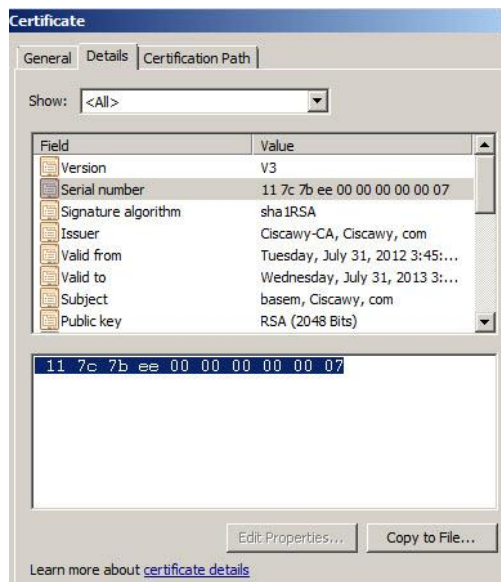 Certificate
General Details Certification Path
Show: <All>
Field Value
Version V3
Serial number 11 7c 7b ee 00 00 00 00 00 07
Signature algorithm sha1RSA
Issuer Ciscawy-CA, Ciscawy, com
Valid from Tuesday, July 31, 2012 3:45:...
Valid to Wednesday, July 31, 2013 3:...
Subject basem, Ciscawy, com
Public key RSA (2048 Bits)
11 7c 7b ee 00 00 00 00 00 07
Edit Properties... Copy to File...
Learn more about certificate details